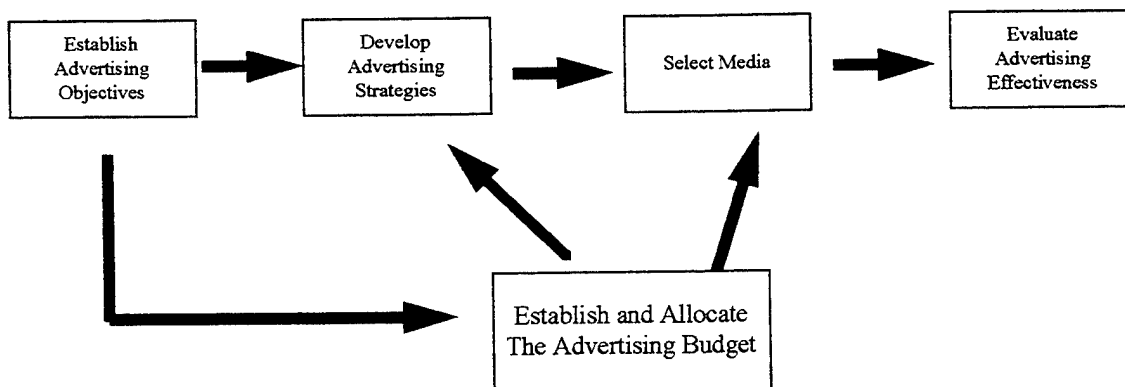 Establish
Advertising
Objectives
Develop
Advertising
Strategies
Select Media
Evaluate
Advertising
Effectiveness
Establish and Allocate
The Advertising Budget